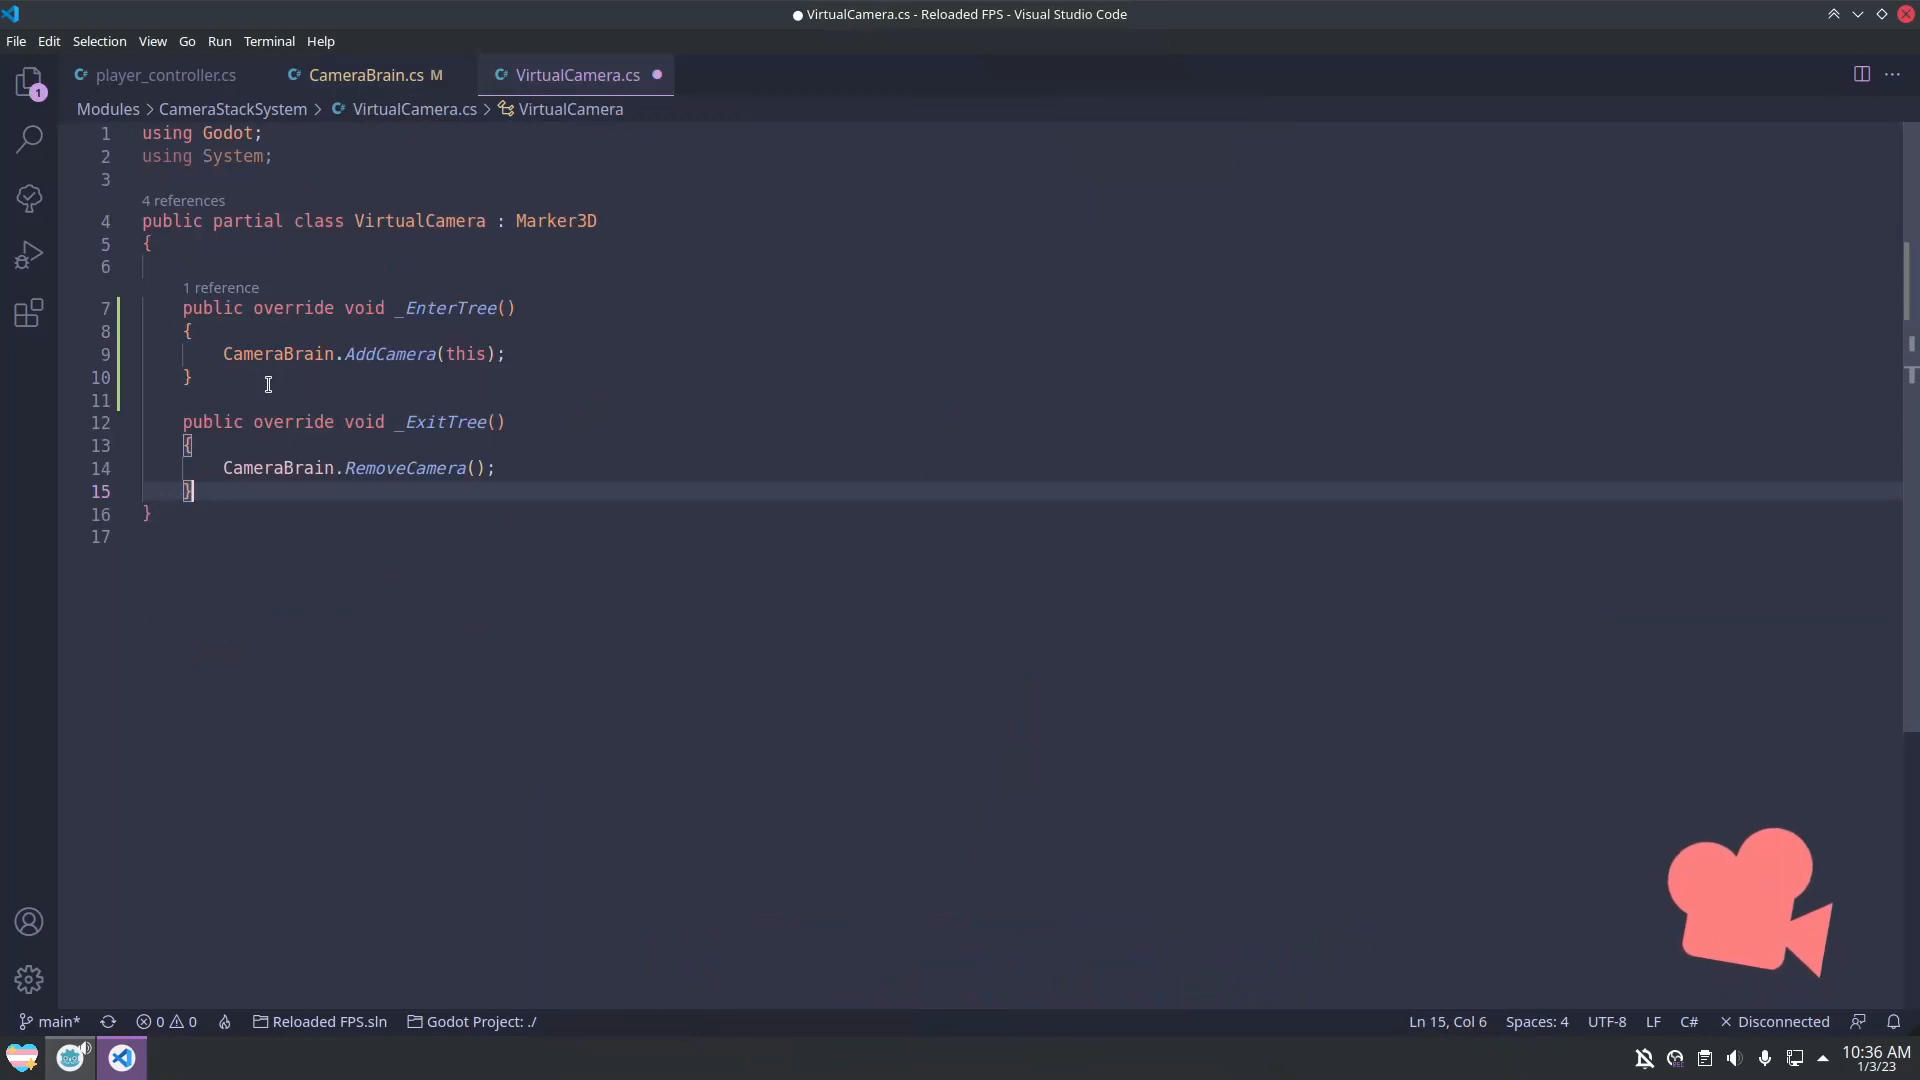 VirtualCamera.cs - Reloaded FPS - Visual Studio Code
File Edit Selection View Go Run Terminal Help
player_controller.cs CameraBrain.cs M VirtualCamera.cs
1
Modules > CameraStackSystem > VirtualCamera.cs > VirtualCamera
1 using Godot;
2 using System;
3
4 references
4 public partial class VirtualCamera : Marker3D
5 {
6
1 reference
7 public override void _EnterTree()
8 {
9 CameraBrain.AddCamera(this);
10 }
11
12 public override void _ExitTree()
13 {
14 CameraBrain.RemoveCamera();
15 }
16 }
17
main* 0 0 Reloaded FPS.sln Godot Project: ./ Ln 15, Col 6 Spaces: 4 UTF-8 LF C# Disconnected
10:36 AM
1/3/23